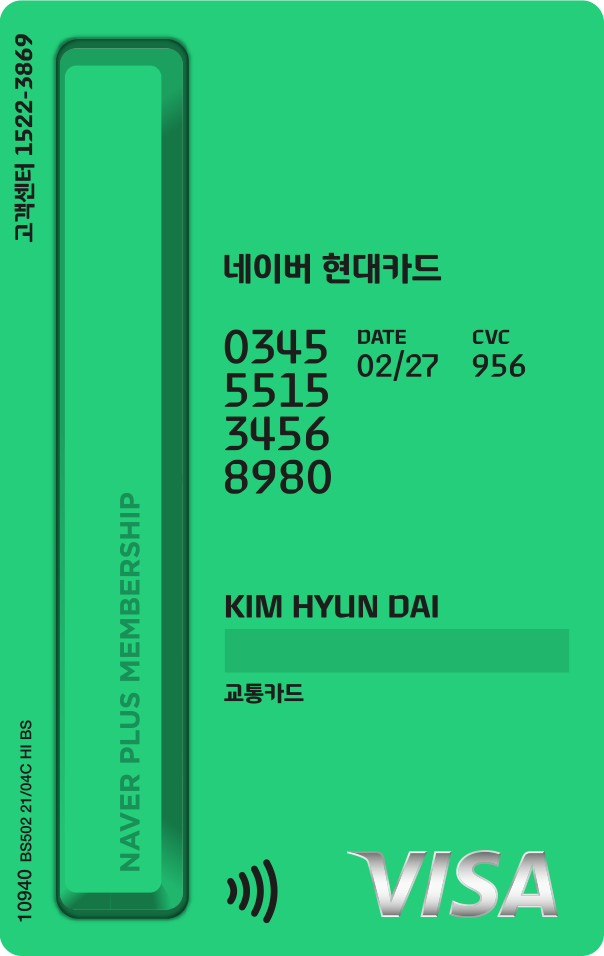 고객센터 1522-3869
네이버 현대카드
0345
5515
3456
8980
DATE
02/27
CVC
956
KIM HYUN DAI
교통카드
NAVER PLUS MEMBERSHIP
10940 BS502 21/04C HI BS
VISA